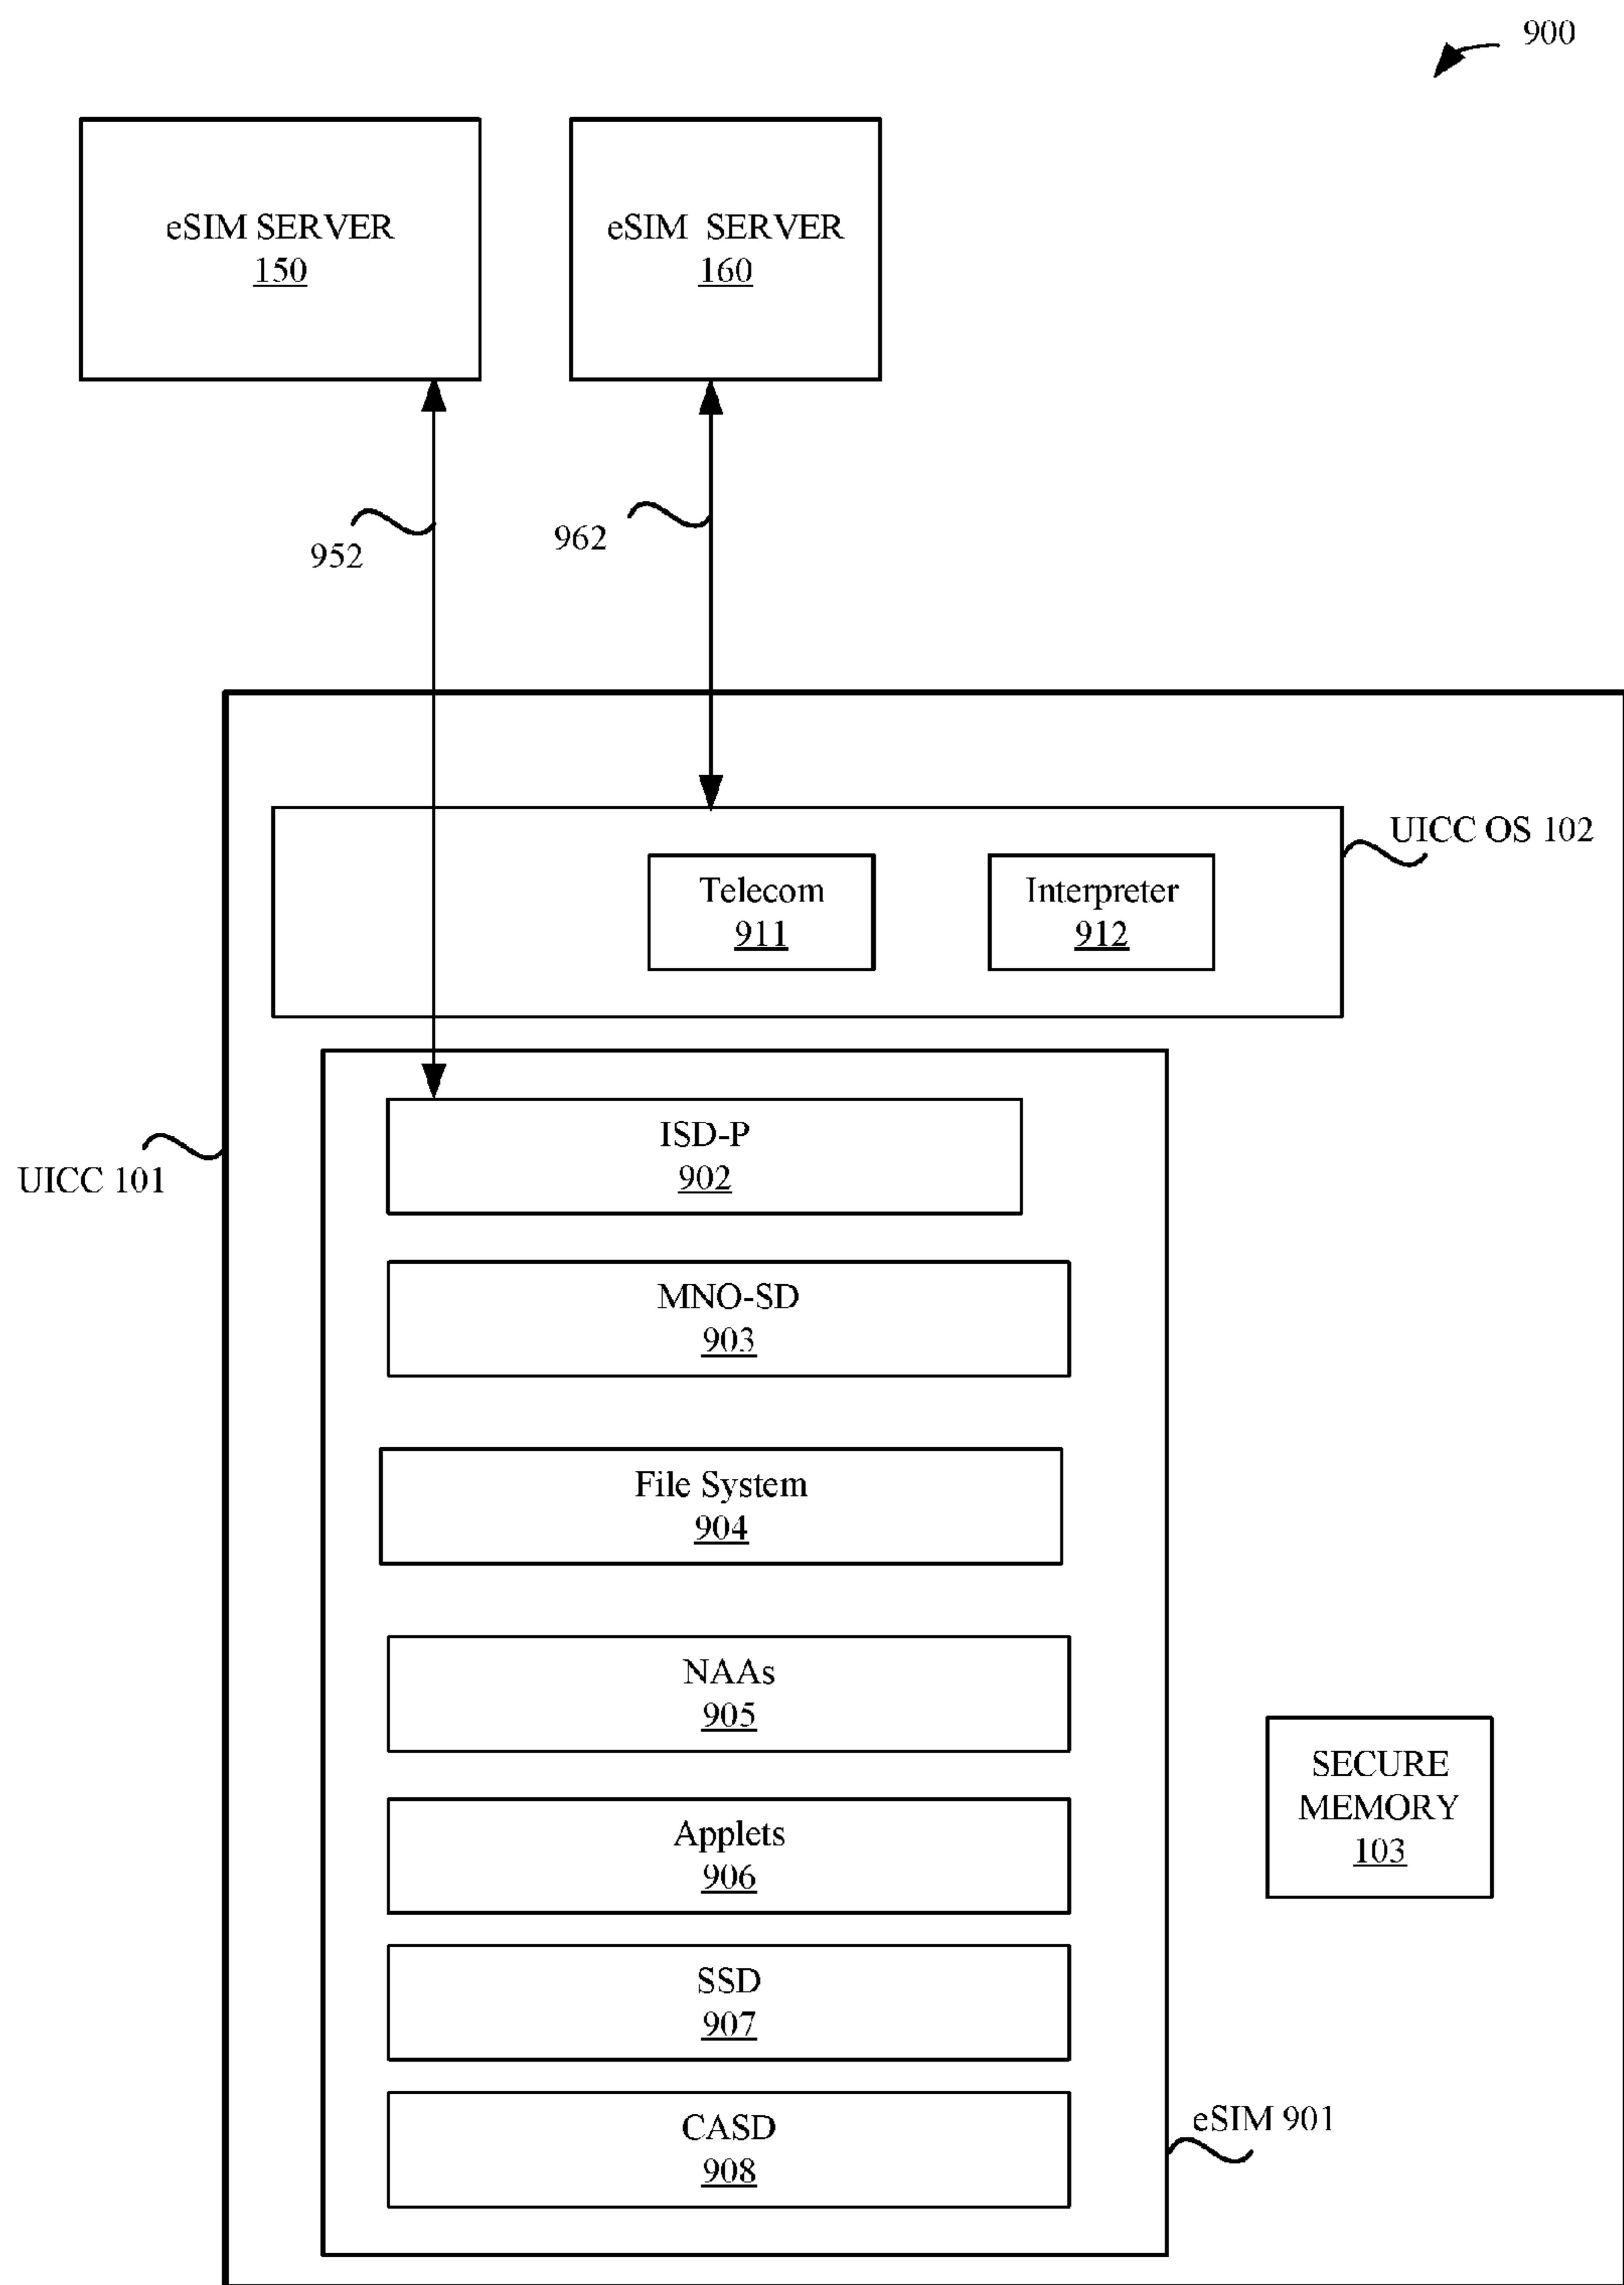 900
eSIM SERVER
150
eSIM SERVER
160
952
962
UICC OS 102
Telecom
911
Interpreter
912
UICC 101
ISD-P
902
MNO-SD
903
File System
904
NAAs
905
SECURE
MEMORY
103
Applets
906
SSD
907
CASD
908
eSIM 901